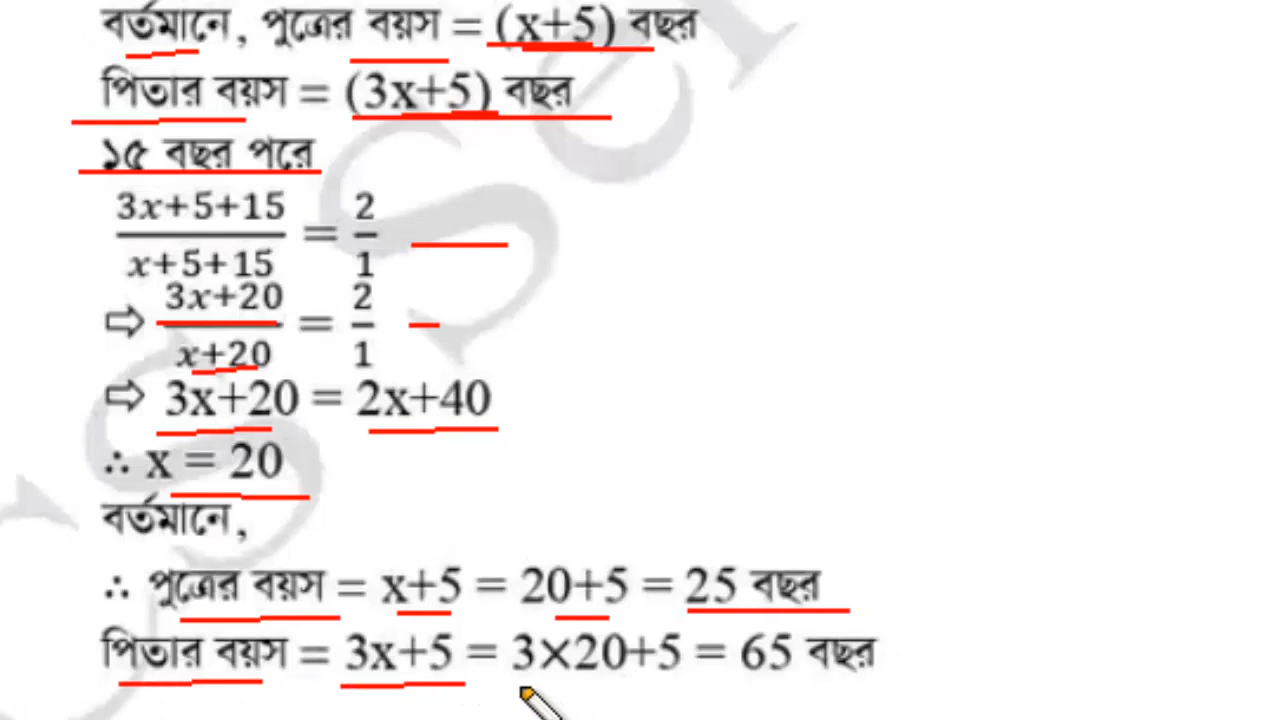 বর্তমানে, পুত্রের বয়স = (x+5) বছর
পিতার বয়স = (3x+5) বছর
১৫ বছর পরে
3x+5+15/x+5+15 = 2/1
⇨ 3x+20/x+20 = 2/1
⇨ 3x+20 = 2x+40
∴ x = 20
বর্তমানে,
∴ পুত্রের বয়স = x+5 = 20+5 = 25 বছর
পিতার বয়স = 3x+5 = 3×20+5 = 65 বছর